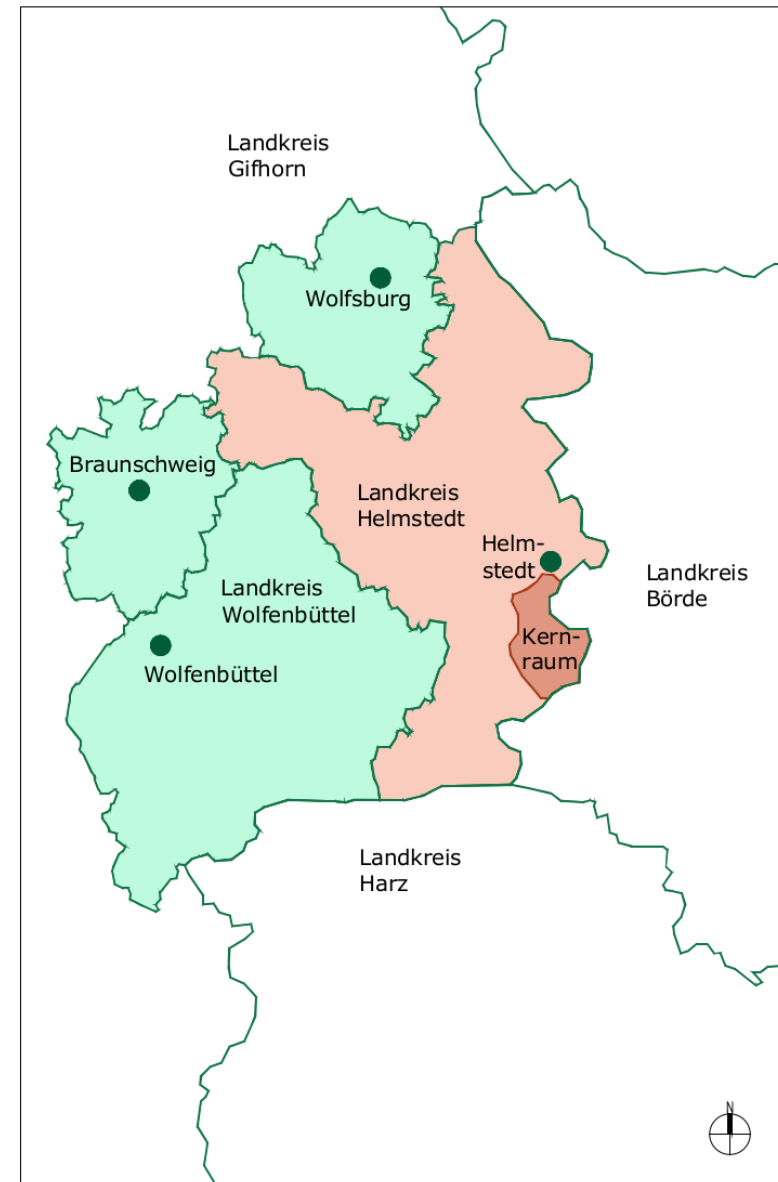 Landkreis
Gifhorn
Wolfsburg
Braunschweig
Landkreis
Helmstedt
Helm-
stedt
Landkreis
Börde
Landkreis
Wolfenbüttel
Kern-
raum
Wolfenbüttel
Landkreis
Harz
N